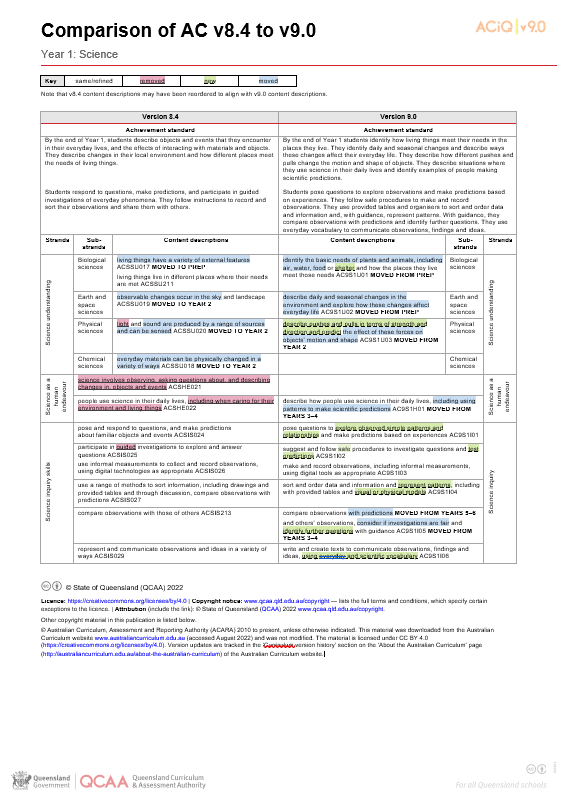 Comparison of AC v8.4 to v9.0
ACiQ v9.0
Year 1: Science
Key same/refined removed new moved
Note that v8.4 content descriptions may have been reordered to align with v9.0 content descriptions.
Version 8.4 Version 9.0
Achievement standard Achievement standard
By the end of Year 1, students describe objects and events that they encounter
in their everyday lives, and the effects of interacting with materials and objects.
They describe changes in their local environment and how different places meet
the needs of living things.
Students respond to questions, make predictions, and participate in guided
investigations of everyday phenomena. They follow instructions to record and
sort their observations and share them with others.
By the end of Year 1 students identify how living things meet their needs in the
places they live. They identify daily and seasonal changes and describe ways
these changes affect their everyday life. They describe how different pushes and
pulls change the motion and shape of objects. They describe situations where
they use science in their daily lives and identify examples of people making
scientific predictions.
Students pose questions to explore observations and make predictions based
on experiences. They follow safe procedures to make and record
observations. They use provided tables and organisers to sort and order data
and information and, with guidance, represent patterns. With guidance, they
compare observations with predictions and identify further questions. They use
everyday vocabulary to communicate observations, findings and ideas.
Strands Sub-strands Content descriptions Content descriptions Sub-strands Strands
Science understanding
Biological sciences
living things have a variety of external features
ACSSU017 MOVED TO PREP
living things live in different places where their needs
are met ACSSU211
identify the basic needs of plants and animals, including
air, water, food or shelter, and how the places they live
meet those needs AC9S1U01 MOVED FROM PREP
Biological sciences
Science understanding
Earth and space sciences
observable changes occur in the sky and landscape
ACSSU019 MOVED TO YEAR 2
describe daily and seasonal changes in the
environment and explore how these changes affect
everyday life AC9S1U02 MOVED FROM PREP
Earth and space sciences
Physical sciences
light and sound are produced by a range of sources
and can be sensed ACSSU020 MOVED TO YEAR 2
describe pushes and pulls in terms of strength and
direction and predict the effect of these forces on
objects' motion and shape AC9S1U03 MOVED FROM
YEAR 2
Physical sciences
Chemical sciences
everyday materials can be physically changed in a
variety of ways ACSSU018 MOVED TO YEAR 2
Chemical sciences
Science as a human endeavour
science involves observing, asking questions about, and describing
changes in, objects and events ACSHE021
people use science in their daily lives, including when caring for their
environment and living things ACSHE022
describe how people use science in their daily lives, including using
patterns to make scientific predictions AC9S1H01 MOVED FROM
YEARS 3–4
Science as a human endeavour
Science inquiry skills
pose and respond to questions, and make predictions
about familiar objects and events ACSIS024
pose questions to explore observed simple patterns and
relationships and make predictions based on experiences AC9S1I01
Science inquiry
participate in guided investigations to explore and answer
questions ACSIS025
use informal measurements to collect and record observations,
using digital technologies as appropriate ACSIS026
suggest and follow safe procedures to investigate questions and test
predictions AC9S1I02
make and record observations, including informal measurements,
using digital tools as appropriate AC9S1I03
use a range of methods to sort information, including drawings and
provided tables and through discussion, compare observations with
predictions ACSIS027
sort and order data and information and represent patterns, including
with provided tables and visual or physical models AC9S1I04
compare observations with those of others ACSIS213
compare observations with predictions MOVED FROM YEARS 5–6
and others' observations, consider if investigations are fair and
identify further questions with guidance AC9S1I05 MOVED FROM
YEARS 3–4
represent and communicate observations and ideas in a variety of
ways ACSIS029
write and create texts to communicate observations, findings and
ideas, using everyday and scientific vocabulary AC9S1I06
© State of Queensland (QCAA) 2022
Licence: https://creativecommons.org/licenses/by/4.0 | Copyright notice: www.qcaa.qld.edu.au/copyright — lists the full terms and conditions, which specify certain
exceptions to the licence. | Attribution (include the link): © State of Queensland (QCAA) 2022 www.qcaa.qld.edu.au/copyright.
Other copyright material in this publication is listed below.
© Australian Curriculum, Assessment and Reporting Authority (ACARA) 2010 to present, unless otherwise indicated. This material was downloaded from the Australian
Curriculum website www.australiancurriculum.edu.au (accessed August 2022) and was not modified. The material is licensed under CC BY 4.0
(https://creativecommons.org/licenses/by/4.0). Version updates are tracked in the 'Curriculum version history' section on the 'About the Australian Curriculum' page
(http://australiancurriculum.edu.au/about-the-australian-curriculum/) of the Australian Curriculum website.
Queensland Government
QCAA Queensland Curriculum & Assessment Authority
For all Queensland schools